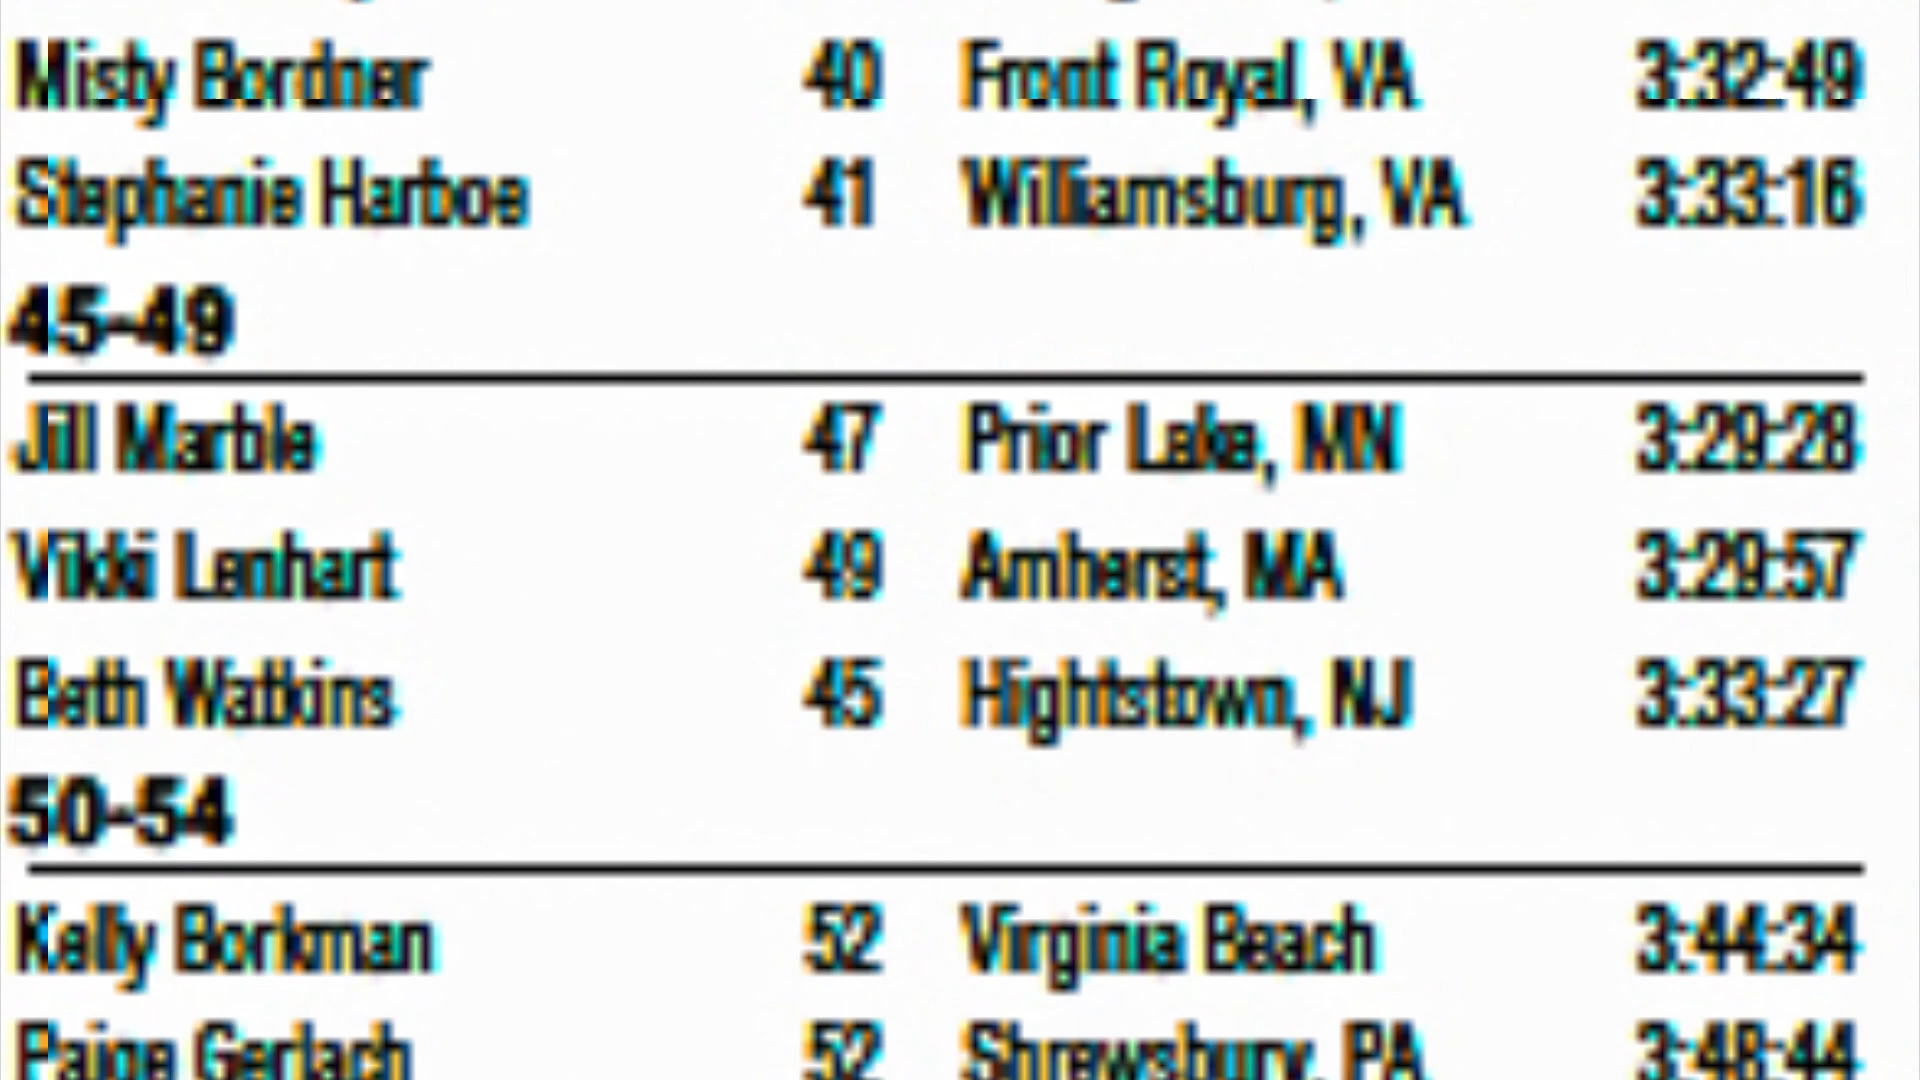 Misty Bordner 40 Front Royal, VA 3:32:49
Stephanie Harboe 41 Williamsburg, VA 3:33:16
45-49
Jill Marble 47 Prior Lake, MN 3:29:28
Vikki Lenhart 49 Amherst, MA 3:29:57
Beth Watkins 45 Hightstown, NJ 3:33:27
50-54
Kelly Borkman 52 Virginia Beach 3:44:34
Paige Gerlach 52 Shrewsbury, PA 3:48:44